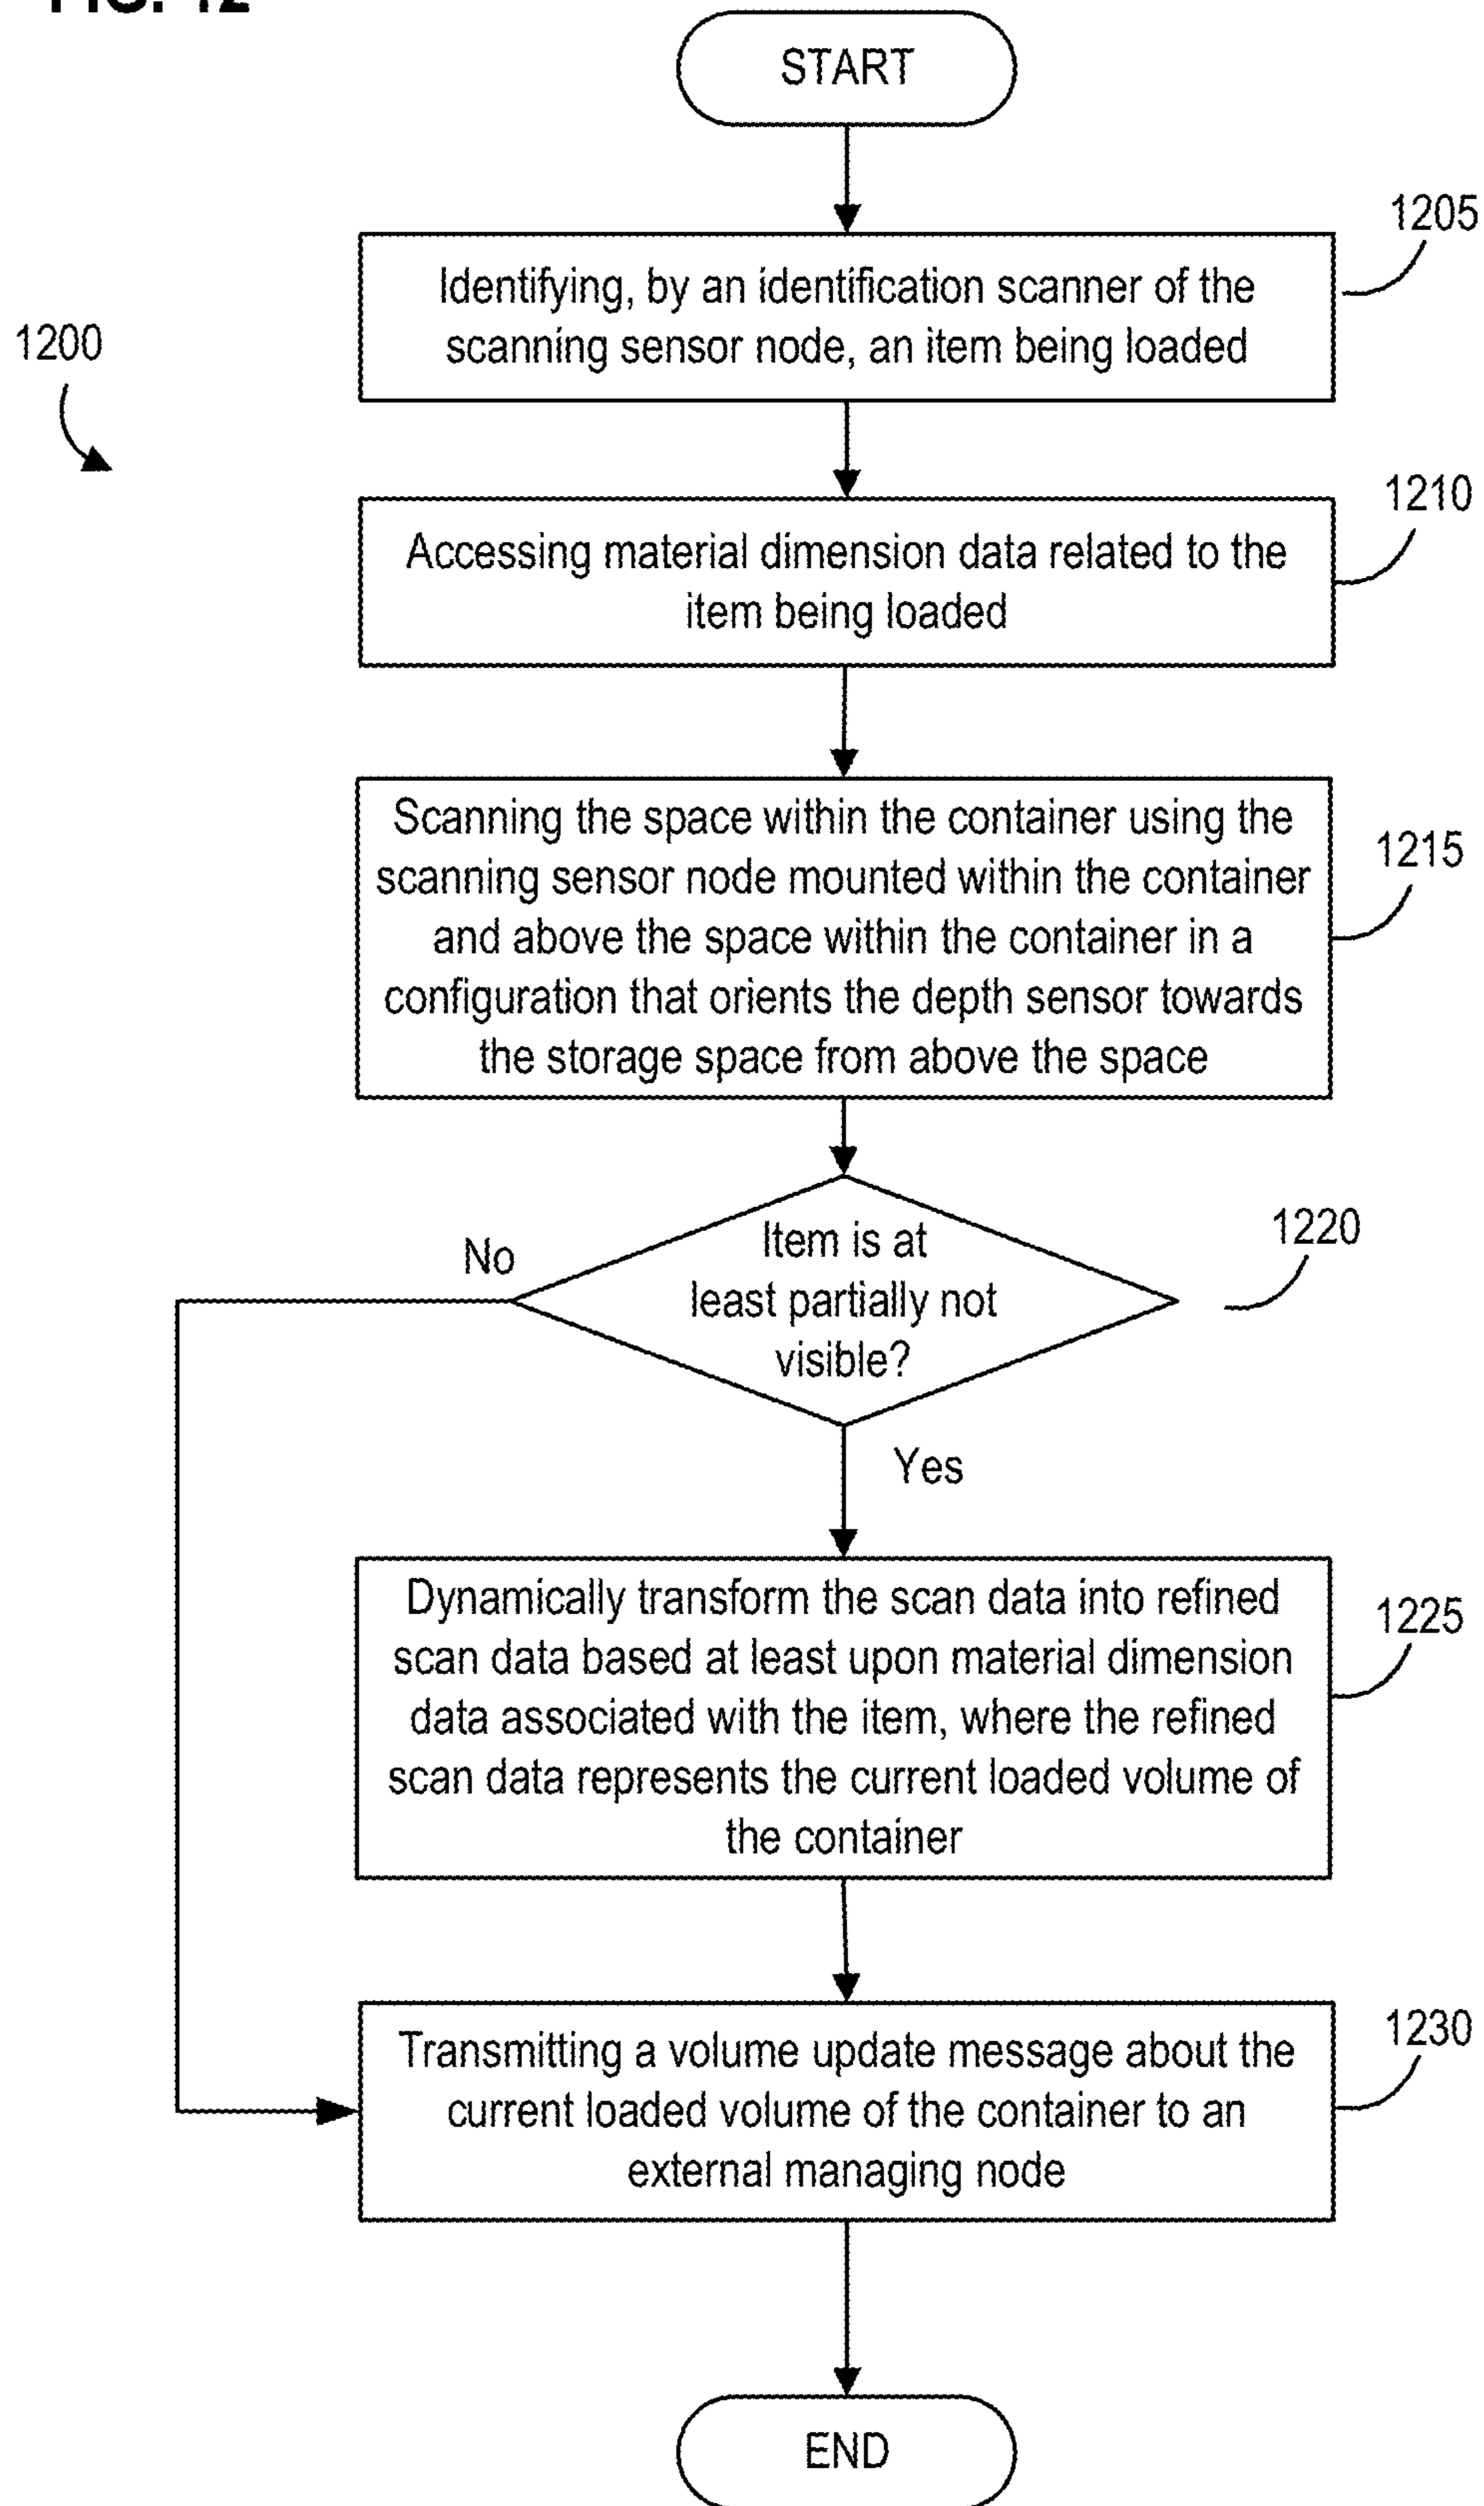 FIG. 12
START
1205
Identifying, by an identification scanner of the
scanning sensor node, an item being loaded
1200
1210
Accessing material dimension data related to the
item being loaded
Scanning the space within the container using the
scanning sensor node mounted within the container
and above the space within the container in a
configuration that orients the depth sensor towards
the storage space from above the space
1215
No
Item is at
least partially not
visible?
1220
Yes
Dynamically transform the scan data into refined
scan data based at least upon material dimension
data associated with the item, where the refined
scan data represents the current loaded volume of
the container
1225
Transmitting a volume update message about the
current loaded volume of the container to an
external managing node
1230
END